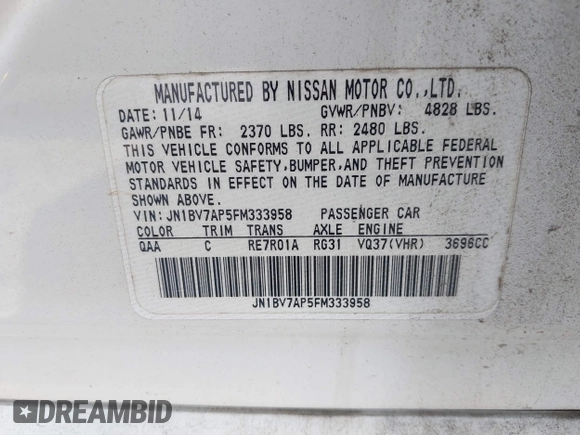 MANUFACTURED BY NISSAN MOTOR CO.,LTD.
DATE: 11/14 GVWR/PNBV: 4828 LBS.
GAWR/PNBE FR: 2370 LBS. RR: 2480 LBS.
THIS VEHICLE CONFORMS TO ALL APPLICABLE FEDERAL
MOTOR VEHICLE SAFETY,BUMPER,AND THEFT PREVENTION
STANDARDS IN EFFECT ON THE DATE OF MANUFACTURE
SHOWN ABOVE.
VIN: JN1BV7AP5FM333958 PASSENGER CAR
COLOR TRIM TRANS AXLE ENGINE
QAA C RE7R01A RG31 VQ37(VHR) 3696CC
JN1BV7AP5FM333958
DREAMBID